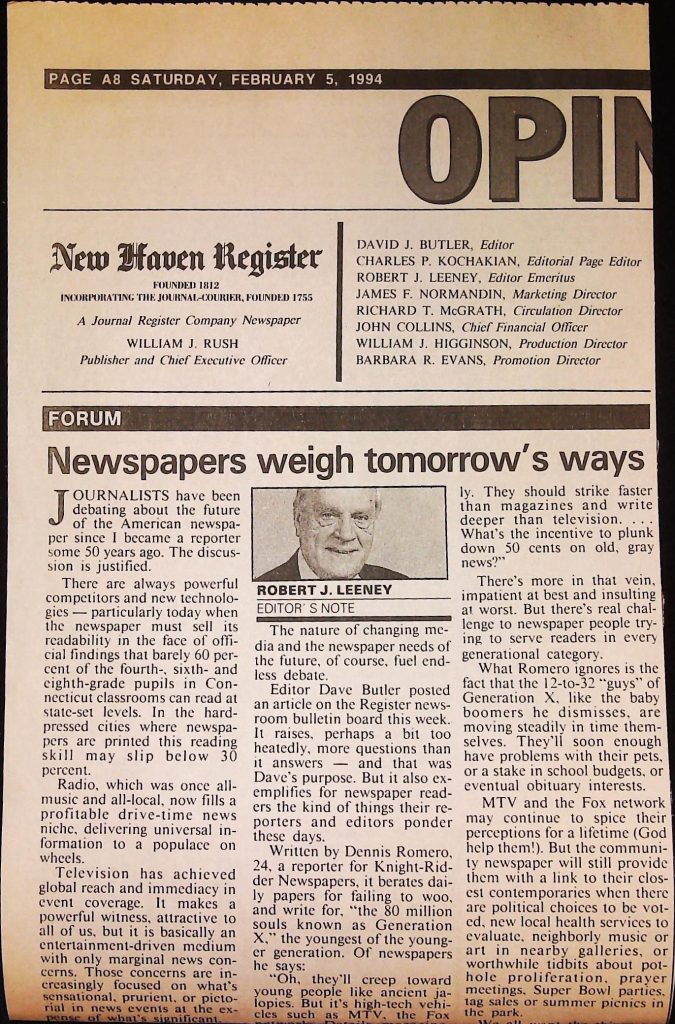 PAGE A8 SATURDAY, FEBRUARY 5, 1994
OPIN
New Haven Register
FOUNDED 1812
INCORPORATING THE JOURNAL-COURIER, FOUNDED 1755
A Journal Register Company Newspaper
WILLIAM J. RUSH
Publisher and Chief Executive Officer
DAVID J. BUTLER, Editor
CHARLES P. KOCHAKIAN, Editorial Page Editor
ROBERT J. LEENEY, Editor Emeritus
JAMES F. NORMANDIN, Marketing Director
RICHARD T. McGRATH, Circulation Director
JOHN COLLINS, Chief Financial Officer
WILLIAM J. HIGGINSON, Production Director
BARBARA R. EVANS, Promotion Director
FORUM
Newspapers weigh tomorrow's ways
JOURNALISTS have been
debating about the future
of the American newspa-
per since I became a reporter
some 50 years ago. The discus-
sion is justified.
There are always powerful
competitors and new technolo-
gies — particularly today when
the newspaper must sell its
readability in the face of offi-
cial findings that barely 60 per-
cent of the fourth-, sixth- and
eighth-grade pupils in Con-
necticut classrooms can read at
state-set levels. In the hard-
pressed cities where newspa-
pers are printed this reading
skill may slip below 30
percent.
Radio, which was once all-
music and all-local, now fills a
profitable drive-time news
niche, delivering universal in-
formation to a populace on
wheels.
Television has achieved
global reach and immediacy in
event coverage. It makes a
powerful witness, attractive to
all of us, but it is basically an
entertainment-driven medium
with only marginal news con-
cerns. Those concerns are in-
creasingly focused on what's
sensational, prurient, or picto-
rial in news events at the ex-
pense of what's significant.
ROBERT J. LEENEY
EDITOR'S NOTE
The nature of changing me-
dia and the newspaper needs of
the future, of course, fuel end-
less debate.
Editor Dave Butler posted
an article on the Register news-
room bulletin board this week.
It raises, perhaps a bit too
heatedly, more questions than
it answers — and that was
Dave's purpose. But it also ex-
emplifies for newspaper read-
ers the kind of things their re-
porters and editors ponder
these days.
Written by Dennis Romero,
24, a reporter for Knight-Rid-
der Newspapers, it berates dai-
ly papers for failing to woo,
and write for, "the 80 million
souls known as Generation
X," the youngest of the young-
er generation. Of newspapers
he says:
"Oh, they'll creep toward
young people like ancient ja-
lopies. But it's high-tech vehi-
cles such as MTV, the Fox
ly. They should strike faster
than magazines and write
deeper than television. . . .
What's the incentive to plunk
down 50 cents on old, gray
news?"
There's more in that vein,
impatient at best and insulting
at worst. But there's real chal-
lenge to newspaper people try-
ing to serve readers in every
generational category.
What Romero ignores is the
fact that the 12-to-32 "guys" of
Generation X, like the baby
boomers he dismisses, are
moving steadily in time them-
selves. They'll soon enough
have problems with their pets,
or a stake in school budgets, or
eventual obituary interests.
MTV and the Fox network
may continue to spice their
perceptions for a lifetime (God
help them!). But the communi-
ty newspaper will still provide
them with a link to their clos-
est contemporaries when there
are political choices to be vot-
ed, new local health services to
evaluate, neighborly music or
art in nearby galleries, or
worthwhile tidbits about pot-
hole proliferation, prayer
meetings, Super Bowl parties,
tag sales or summer picnics in
the park.